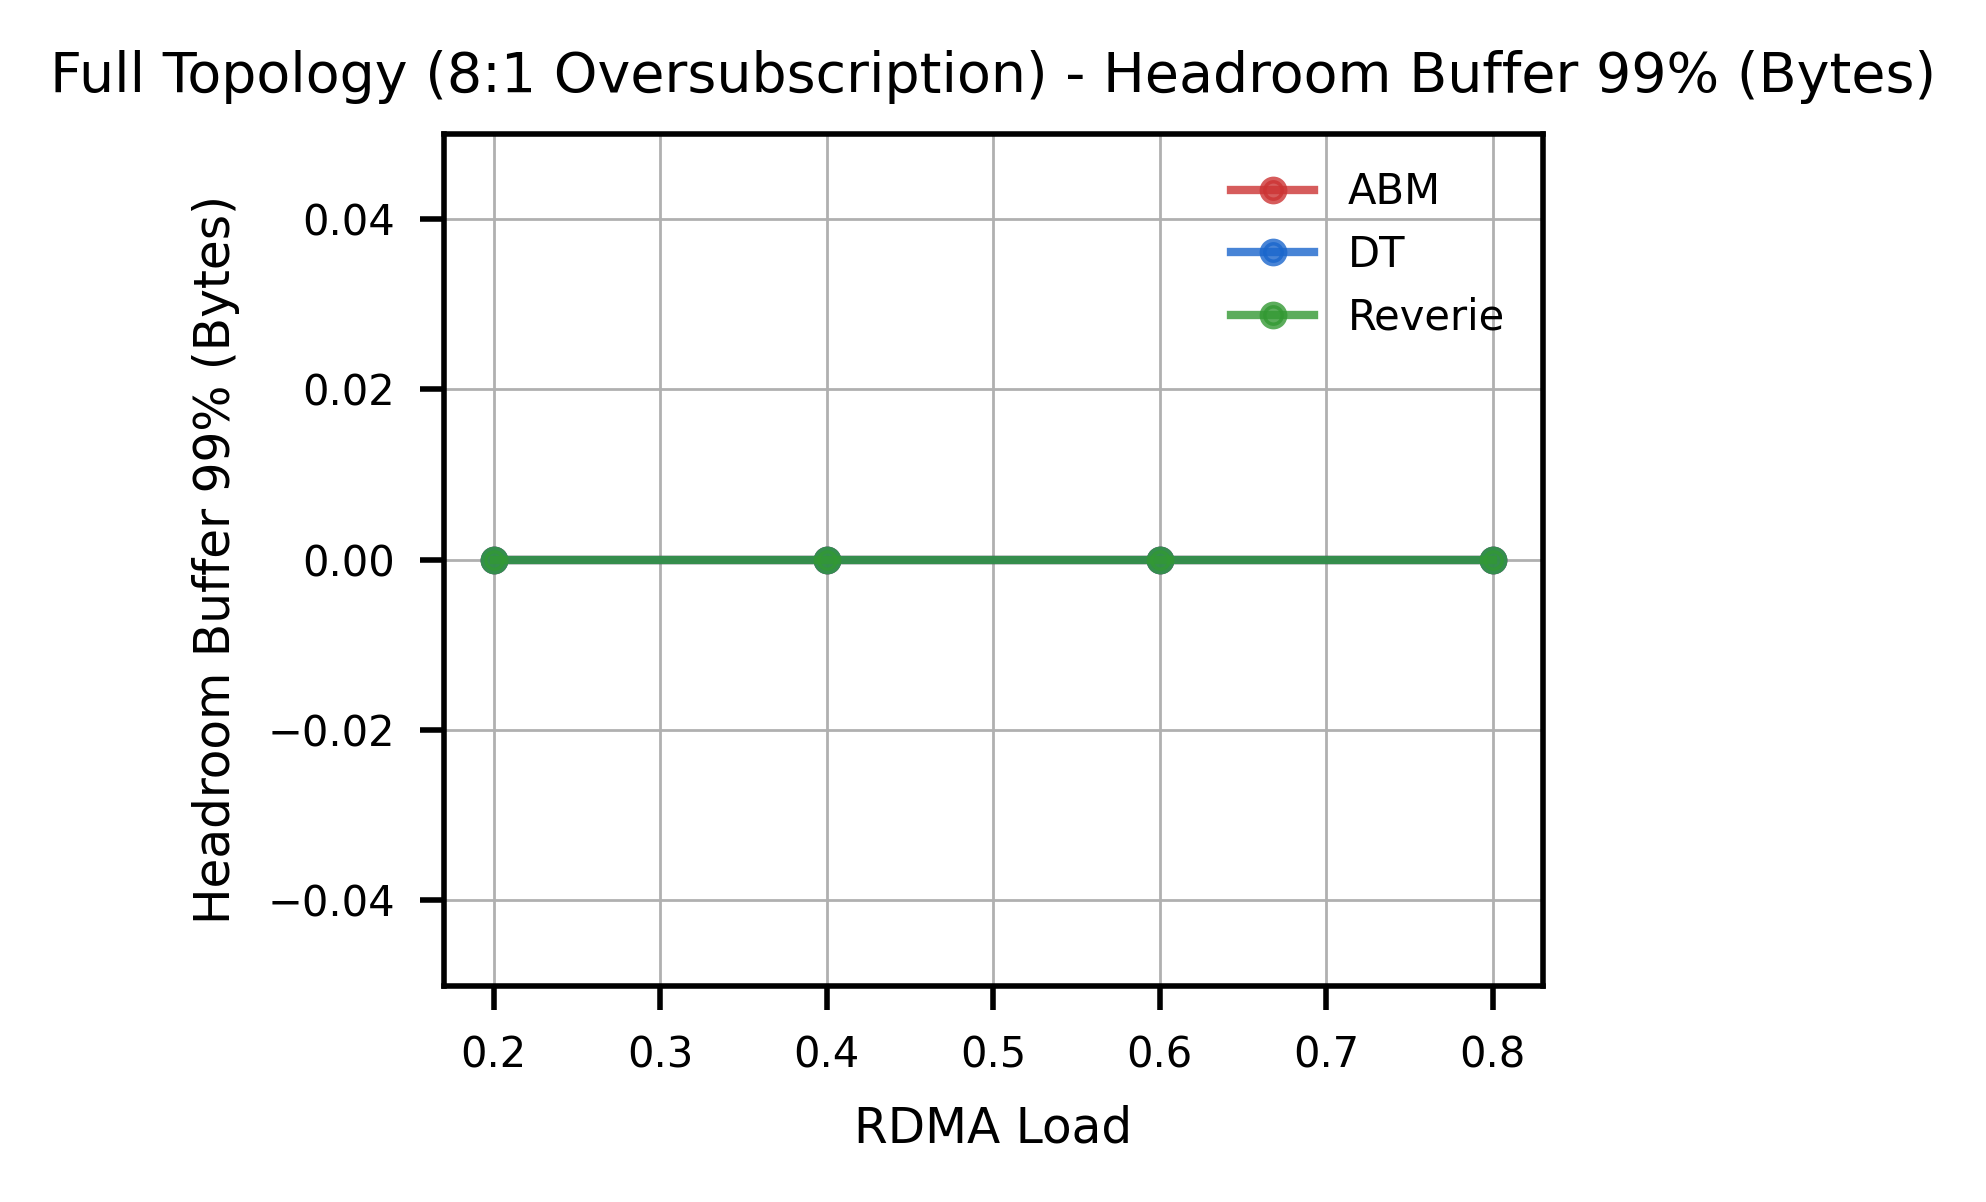 Full Topology (8:1 Oversubscription) - Headroom Buffer 99% (Bytes)
Headroom Buffer 99% (Bytes)
0.04
0.02
0.00
−0.02
−0.04
ABM
DT
Reverie
0.2 0.3 0.4 0.5 0.6 0.7 0.8
RDMA Load